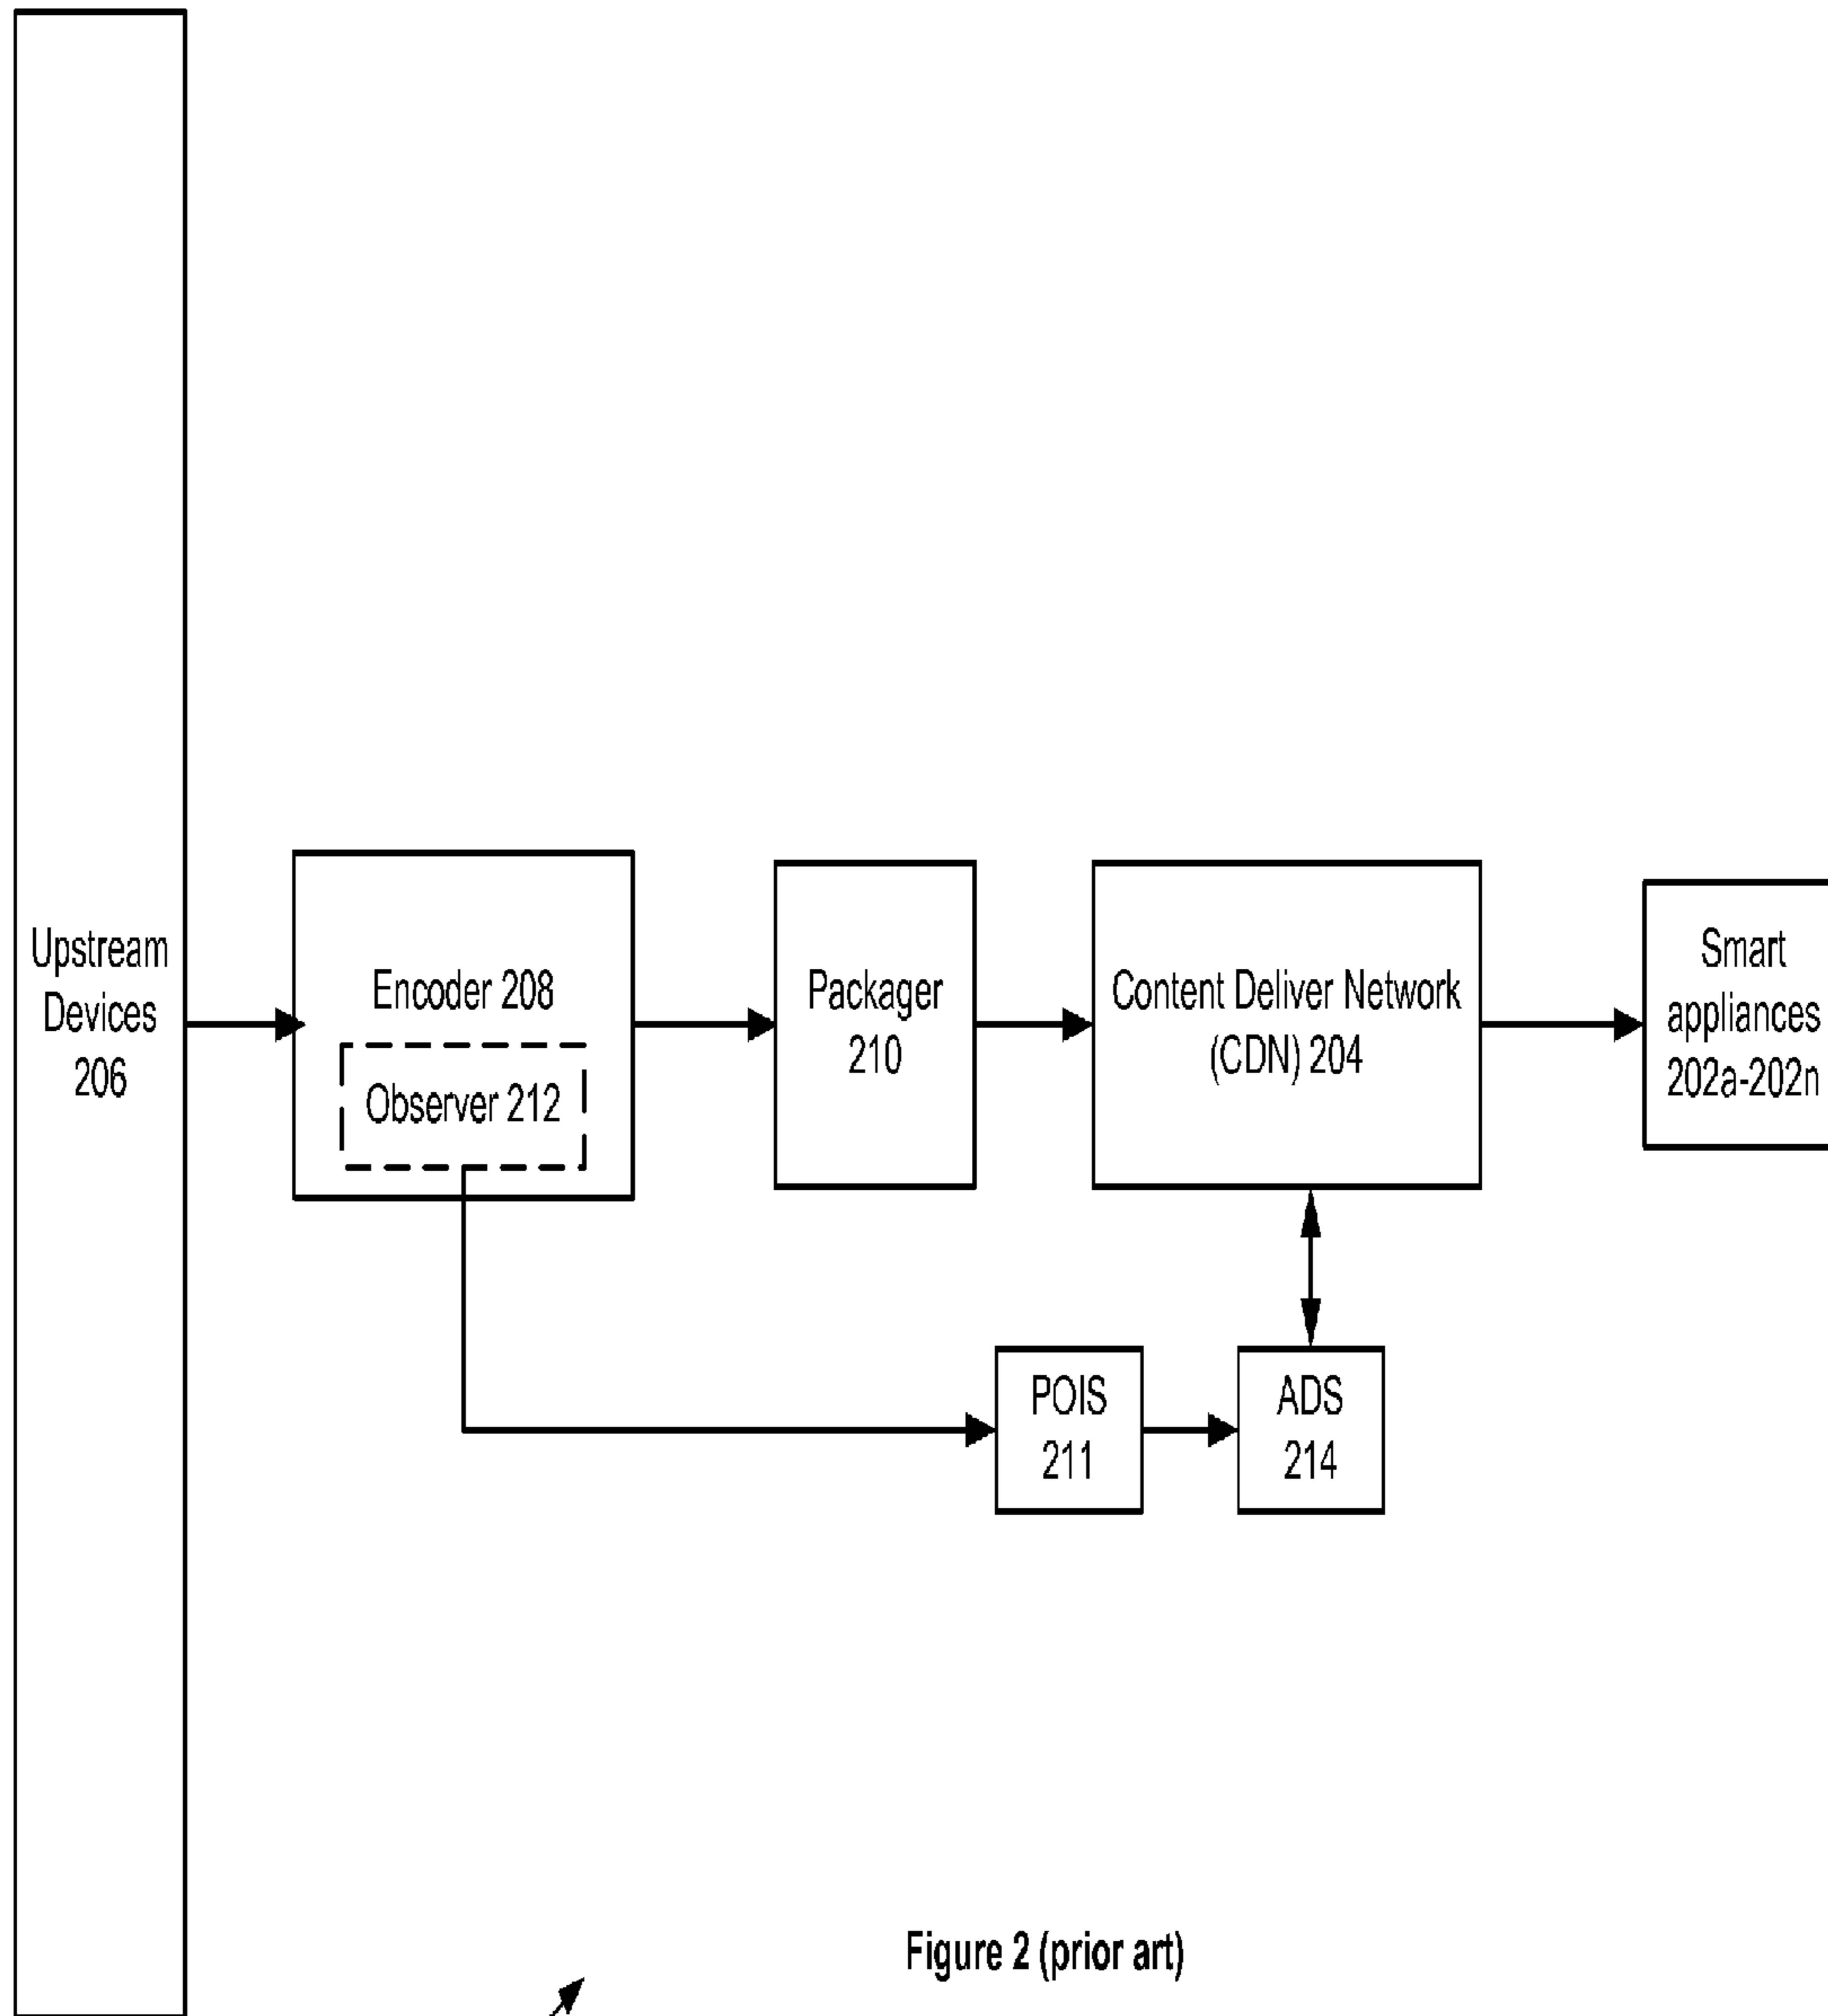 Upstream
Devices
206
Encoder 208
Observer 212
Packager
210
Content Deliver Network
(CDN) 204
Smart
appliances
202a-202n
POIS
211
ADS
214
Figure 2 (prior art)